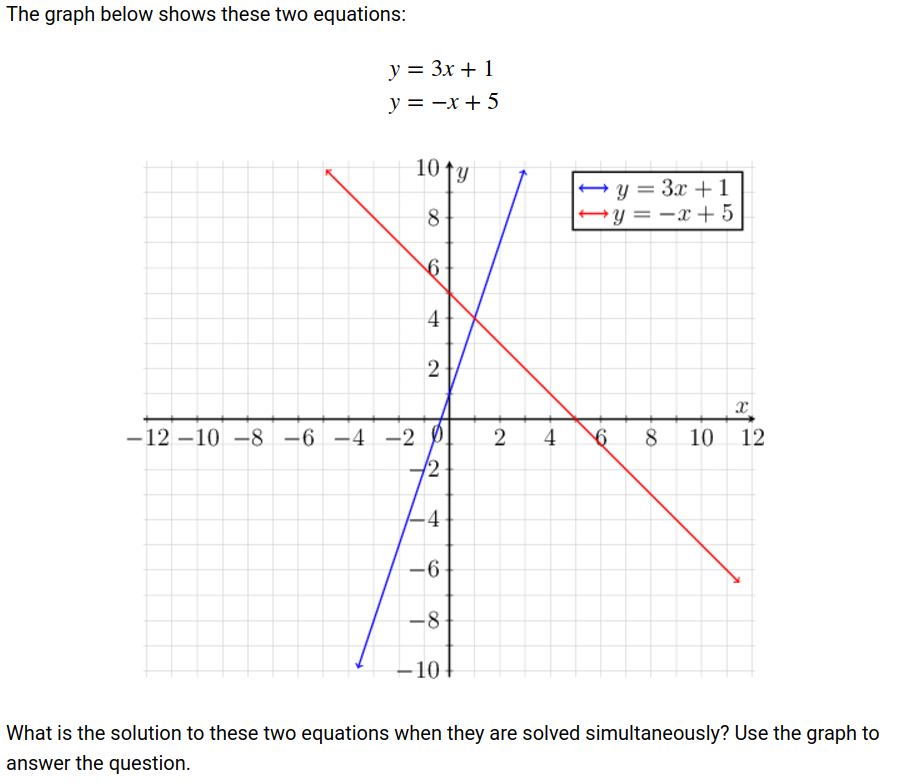 The graph below shows these two equations:
y = 3x + 1
y = −x + 5
10 y
y = 3x + 1
y = −x + 5
8
6
4
2
x
−12 −10 −8 −6 −4 −2 0 2 4 6 8 10 12
−2
−4
−6
−8
−10
What is the solution to these two equations when they are solved simultaneously? Use the graph to
answer the question.